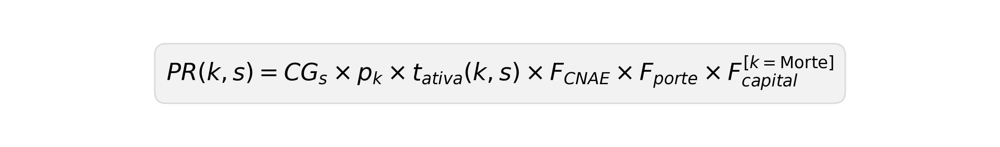 PR(k, s) = CG_s × p_k × t_ativa(k, s) × F_CNAE × F_porte × F_capital^[k = Morte]